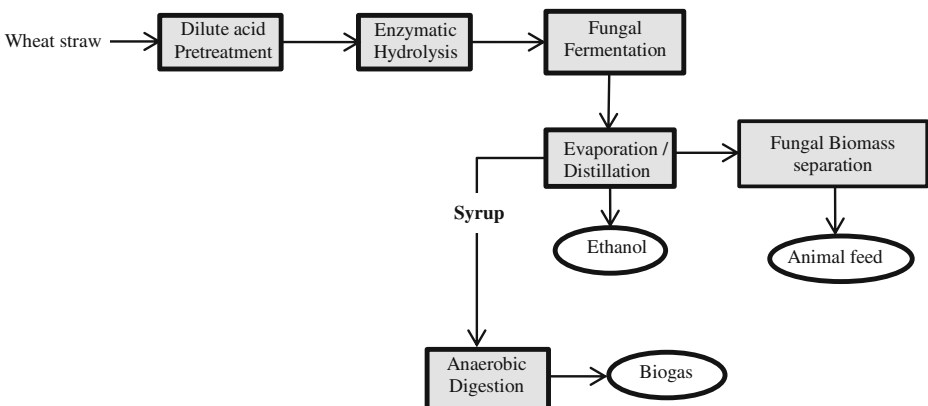 Wheat straw
Dilute acid
Pretreatment
Enzymatic
Hydrolysis
Fungal
Fermentation
Evaporation /
Distillation
Fungal Biomass
separation
Syrup
Ethanol
Animal feed
Anaerobic
Digestion
Biogas